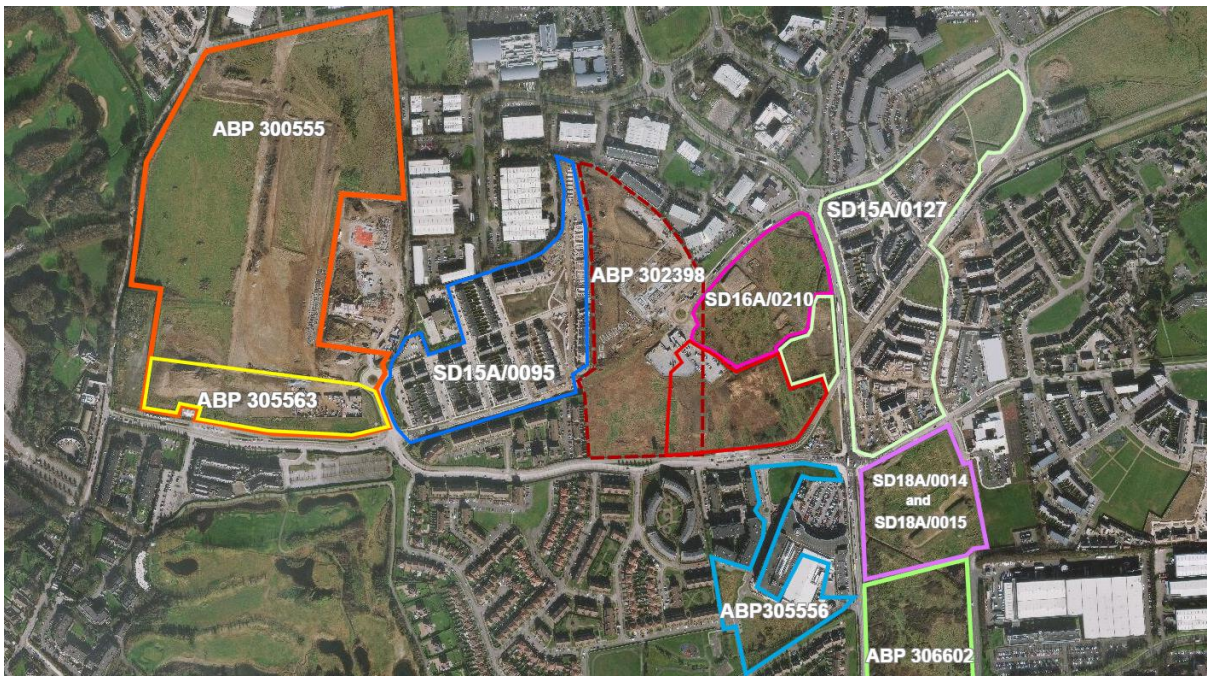 ABP 300555
SD15A/0127
ABP 302398
SD16A/0210
SD15A/0095
ABP 305563
SD18A/0014
and
SD18A/0015
ABP305556
ABP 306602